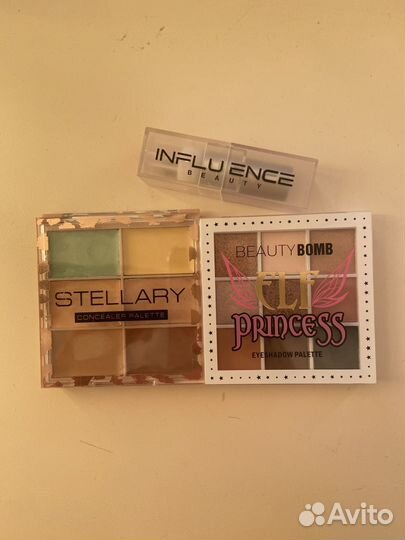 INFLUENCE
BEAUTY
STELLARY
CONCEALER PALETTE
BEAUTY BOMB
ELF
PRINCESS
EYESHADOW PALETTE
Avito